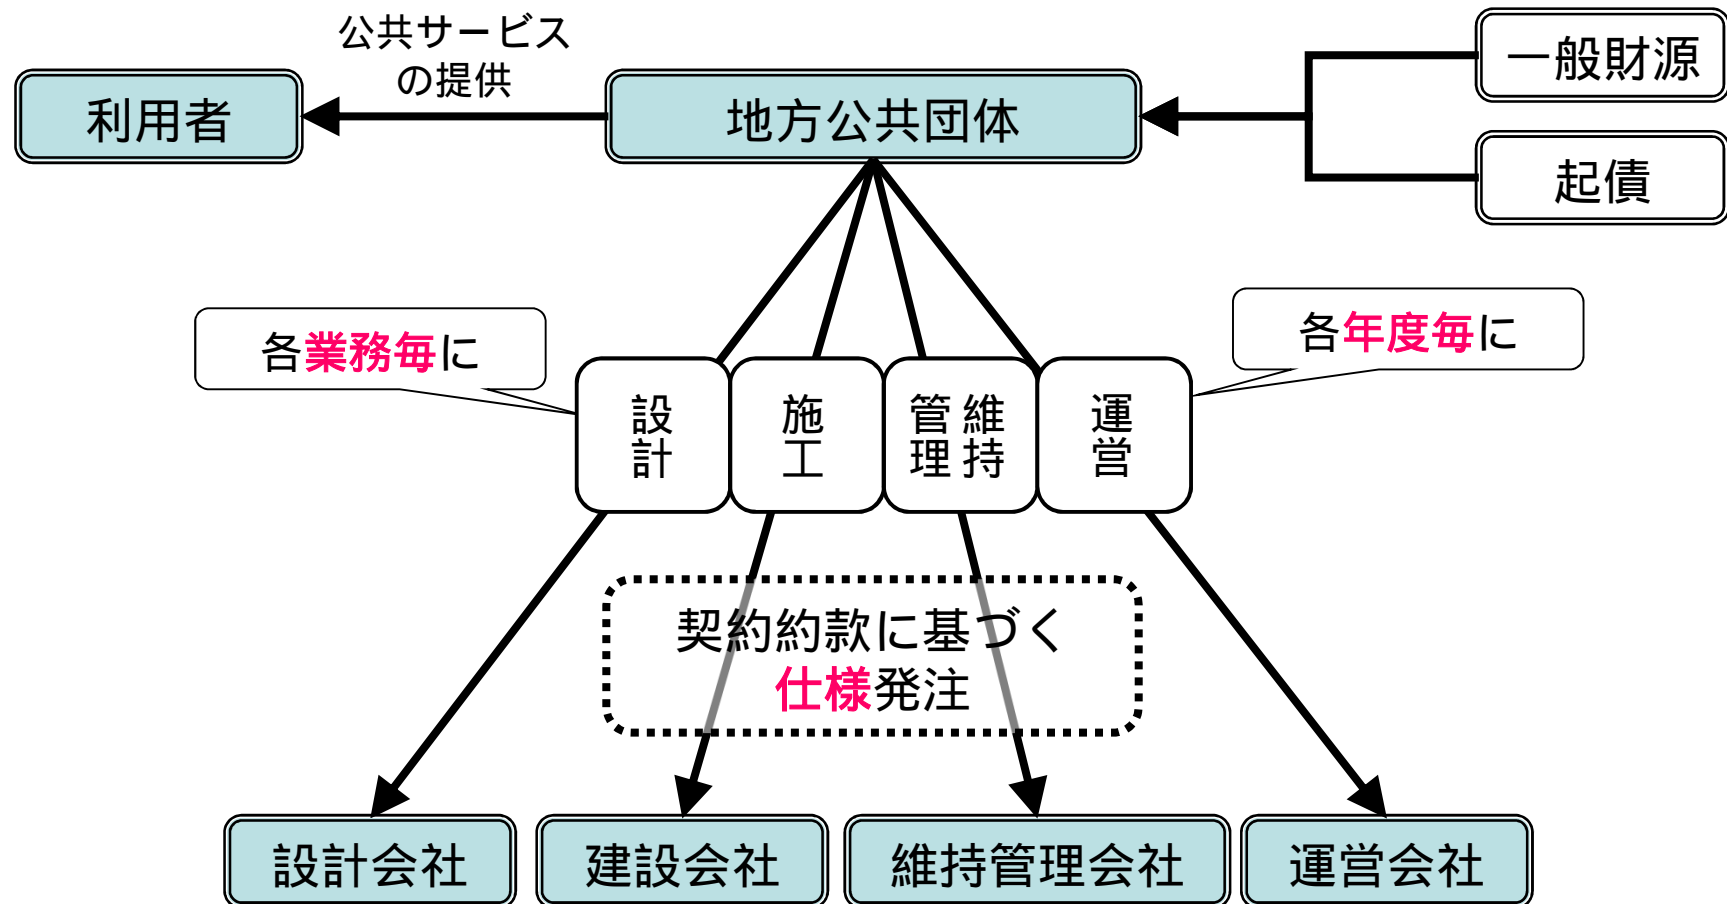 公共サービス
の提供
利用者
地方公共団体
一般財源
起債
各業務毎に
各年度毎に
設計
施工
維持管理
運営
契約約款に基づく
仕様発注
設計会社
建設会社
維持管理会社
運営会社